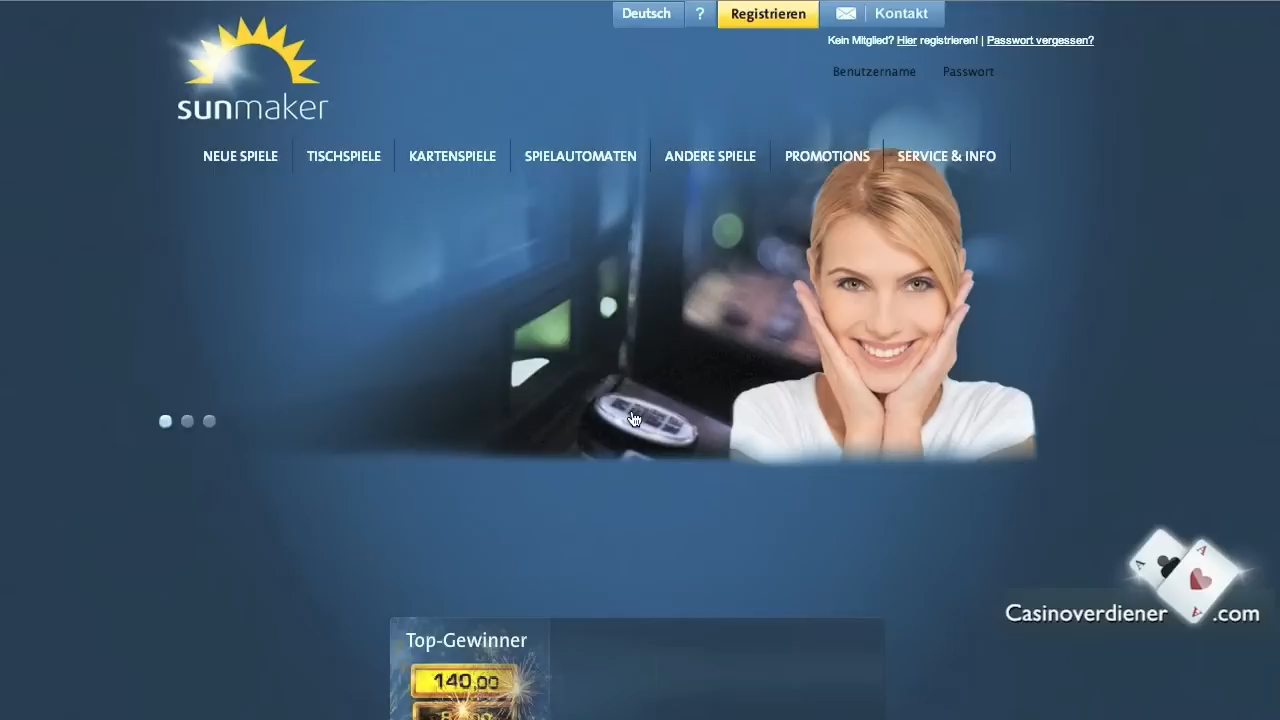 Deutsch
?
Registrieren
Kontakt
Kein Mitglied? Hier registrieren! | Passwort vergessen?
Benutzername
Passwort
sunmaker
NEUE SPIELE
TISCHSPIELE
KARTENSPIELE
SPIELAUTOMATEN
ANDERE SPIELE
PROMOTIONS
SERVICE & INFO
A
A
A
Casinoverdiener.com
Top-Gewinner
140,00